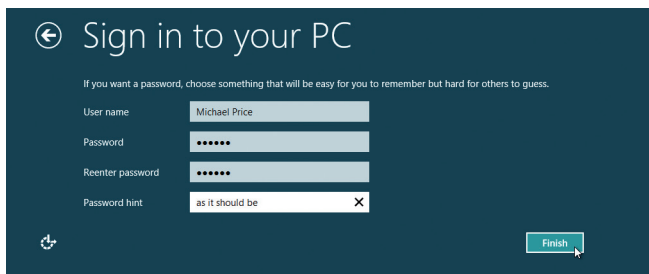 Sign in to your PC
If you want a password, choose something that will be easy for you to remember but hard for others to guess.
User name Michael Price
Password ••••••
Reenter password ••••••
Password hint as it should be
Finish